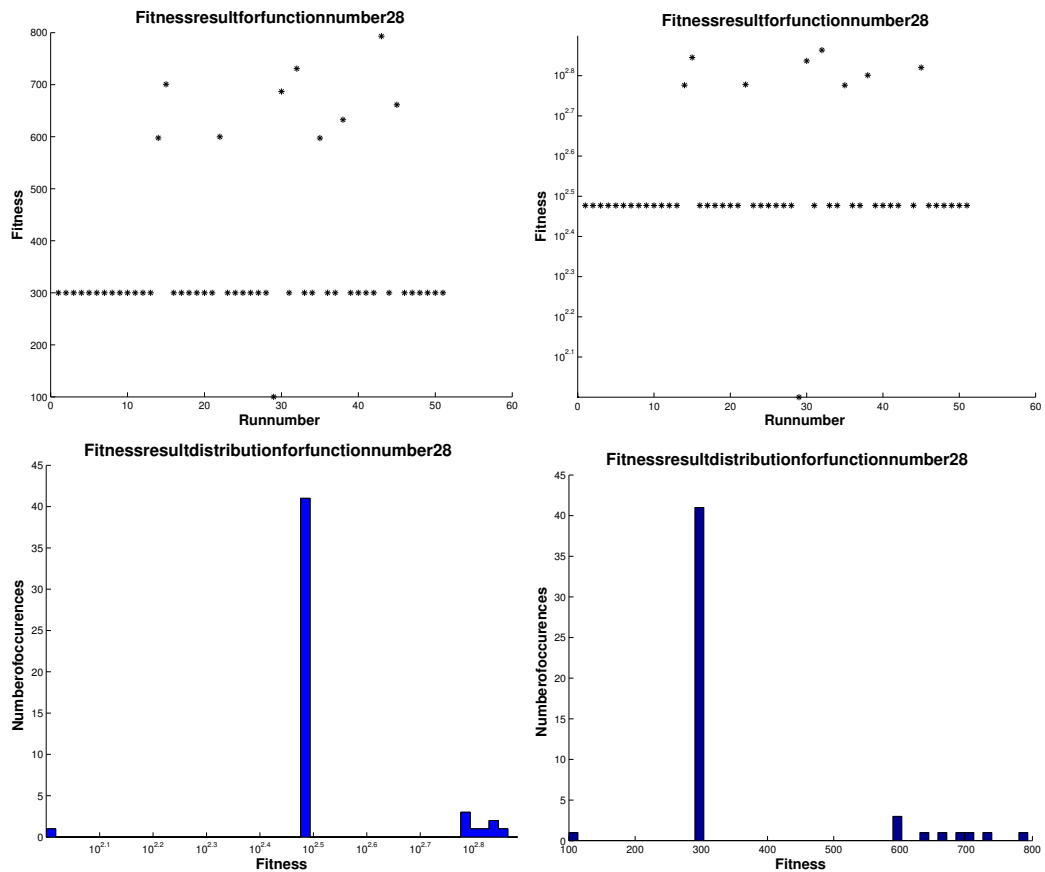 Fitnessresultforfunctionnumber28
800
700
600
500
400
300
200
100
0 10 20 30 40 50 60
Fitness
Runnumber
Fitnessresultforfunctionnumber28
10^2.8
10^2.7
10^2.6
10^2.5
10^2.4
10^2.3
10^2.2
10^2.1
0 10 20 30 40 50 60
Fitness
Runnumber
Fitnessresultdistributionforfunctionnumber28
45
40
35
30
25
20
15
10
5
0
10^2.1 10^2.2 10^2.3 10^2.4 10^2.5 10^2.6 10^2.7 10^2.8
Numberofoccurences
Fitness
Fitnessresultdistributionforfunctionnumber28
45
40
35
30
25
20
15
10
5
0
100 200 300 400 500 600 700 800
Numberofoccurences
Fitness